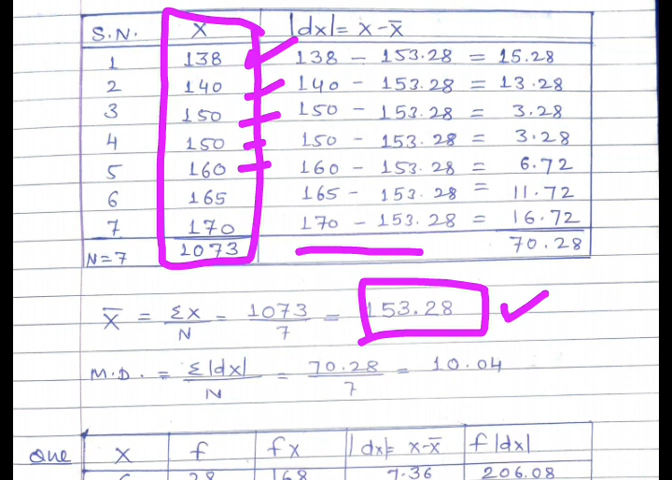 S.N. X |dx| = x - x̄
1 138 138 - 153.28 = 15.28
2 140 140 - 153.28 = 13.28
3 150 150 - 153.28 = 3.28
4 150 150 - 153.28 = 3.28
5 160 160 - 153.28 = 6.72
6 165 165 - 153.28 = 11.72
7 170 170 - 153.28 = 16.72
N=7 1073 70.28
X̄ = Σx/N = 1073/7 = 153.28
M.D. = Σ|dx|/N = 70.28/7 = 10.04
Que X f fx |dx|= x-x̄ f|dx|
6 28 168 7.36 206.08